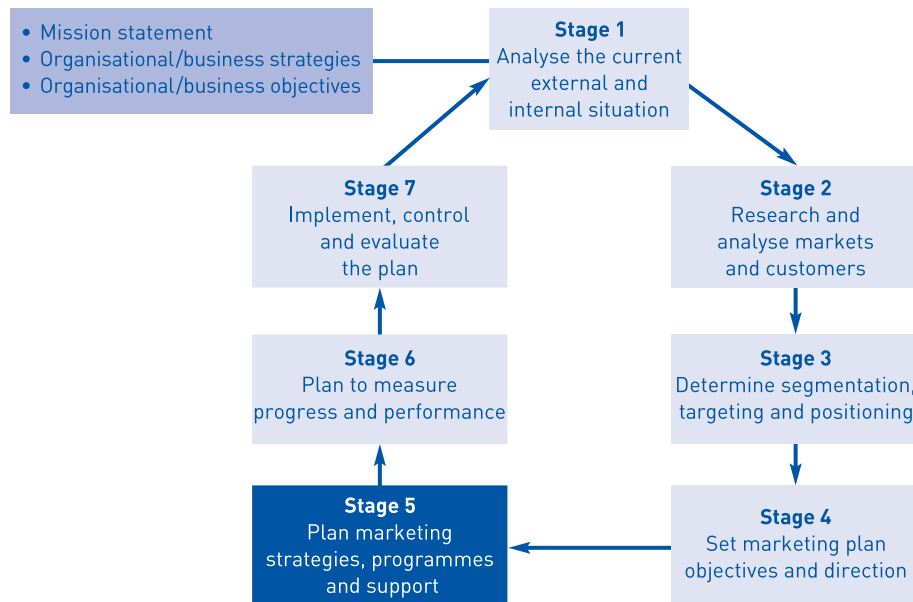 • Mission statement
• Organisational/business strategies
• Organisational/business objectives
Stage 1
Analyse the current
external and
internal situation
Stage 2
Research and
analyse markets
and customers
Stage 3
Determine segmentation,
targeting and positioning
Stage 4
Set marketing plan
objectives and direction
Stage 5
Plan marketing
strategies, programmes
and support
Stage 6
Plan to measure
progress and performance
Stage 7
Implement, control
and evaluate
the plan